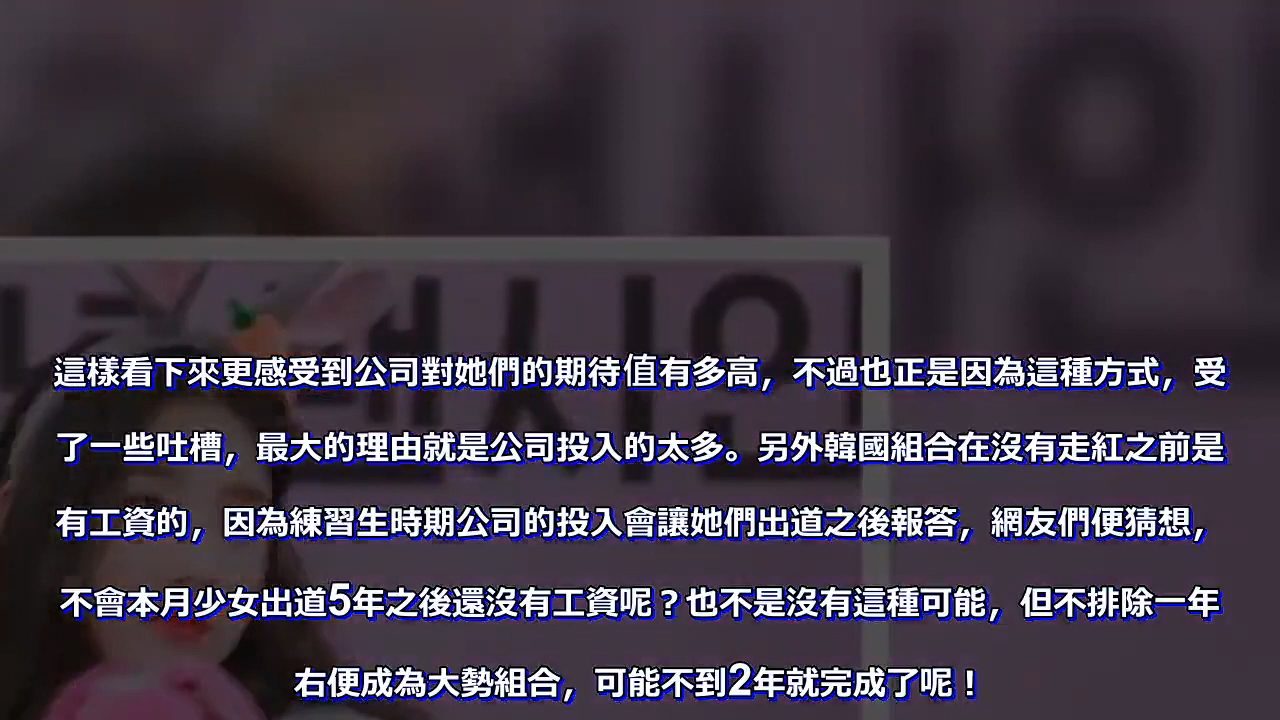 這樣看下來更感受到公司對她們的期待值有多高，不過也正是因為這種方式，受
了一些吐槽，最大的理由就是公司投入的太多。另外韓國組合在沒有走紅之前是
有工資的，因為練習生時期公司的投入會讓她們出道之後報答，網友們便猜想，
不會本月少女出道5年之後還沒有工資呢？也不是沒有這種可能，但不排除一年
右便成為大勢組合，可能不到2年就完成了呢！